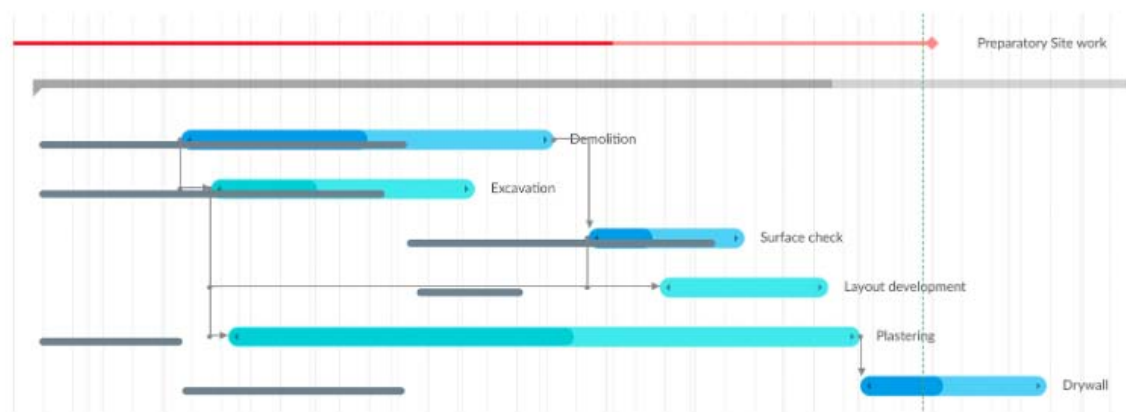 Preparatory Site work
Demolition
Excavation
Surface check
Layout development
Plastering
Drywall